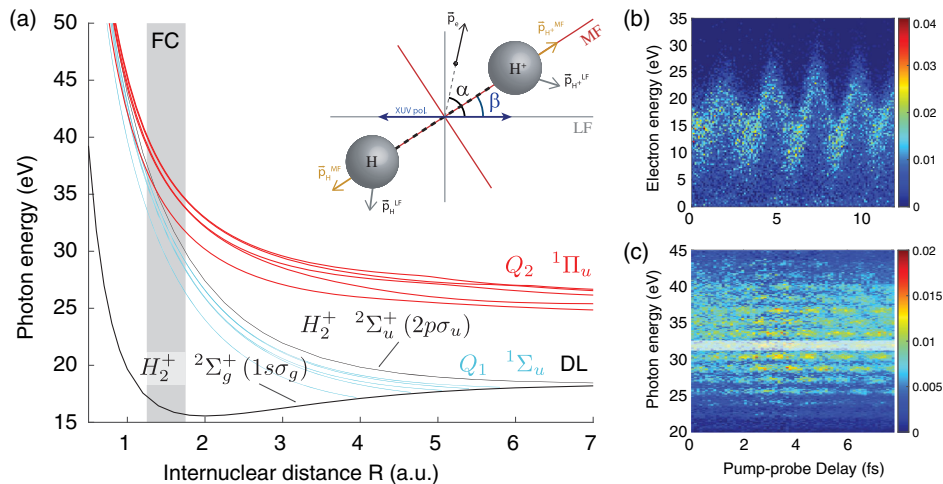 (a)
50
45
40
35
30
25
20
15
Photon energy (eV)
FC
1
2
3
4
5
6
7
Internuclear distance R (a.u.)
H₂⁺ ²Σg⁺ (1sσg)
H₂⁺ ²Σu⁺ (2pσu)
Q₂ ¹Πu
Q₁ ¹Σu
DL
p⃗e
p⃗H⁺ MF
MF
H⁺
p⃗H⁺ LF
α
β
XUV pol.
LF
H
p⃗H MF
p⃗H LF
(b)
35
30
25
20
15
10
5
0
Electron energy (eV)
0
5
10
0.04
0.03
0.02
0.01
0
(c)
45
40
35
30
25
20
Photon energy (eV)
0
2
4
6
Pump-probe Delay (fs)
0.02
0.015
0.01
0.005
0